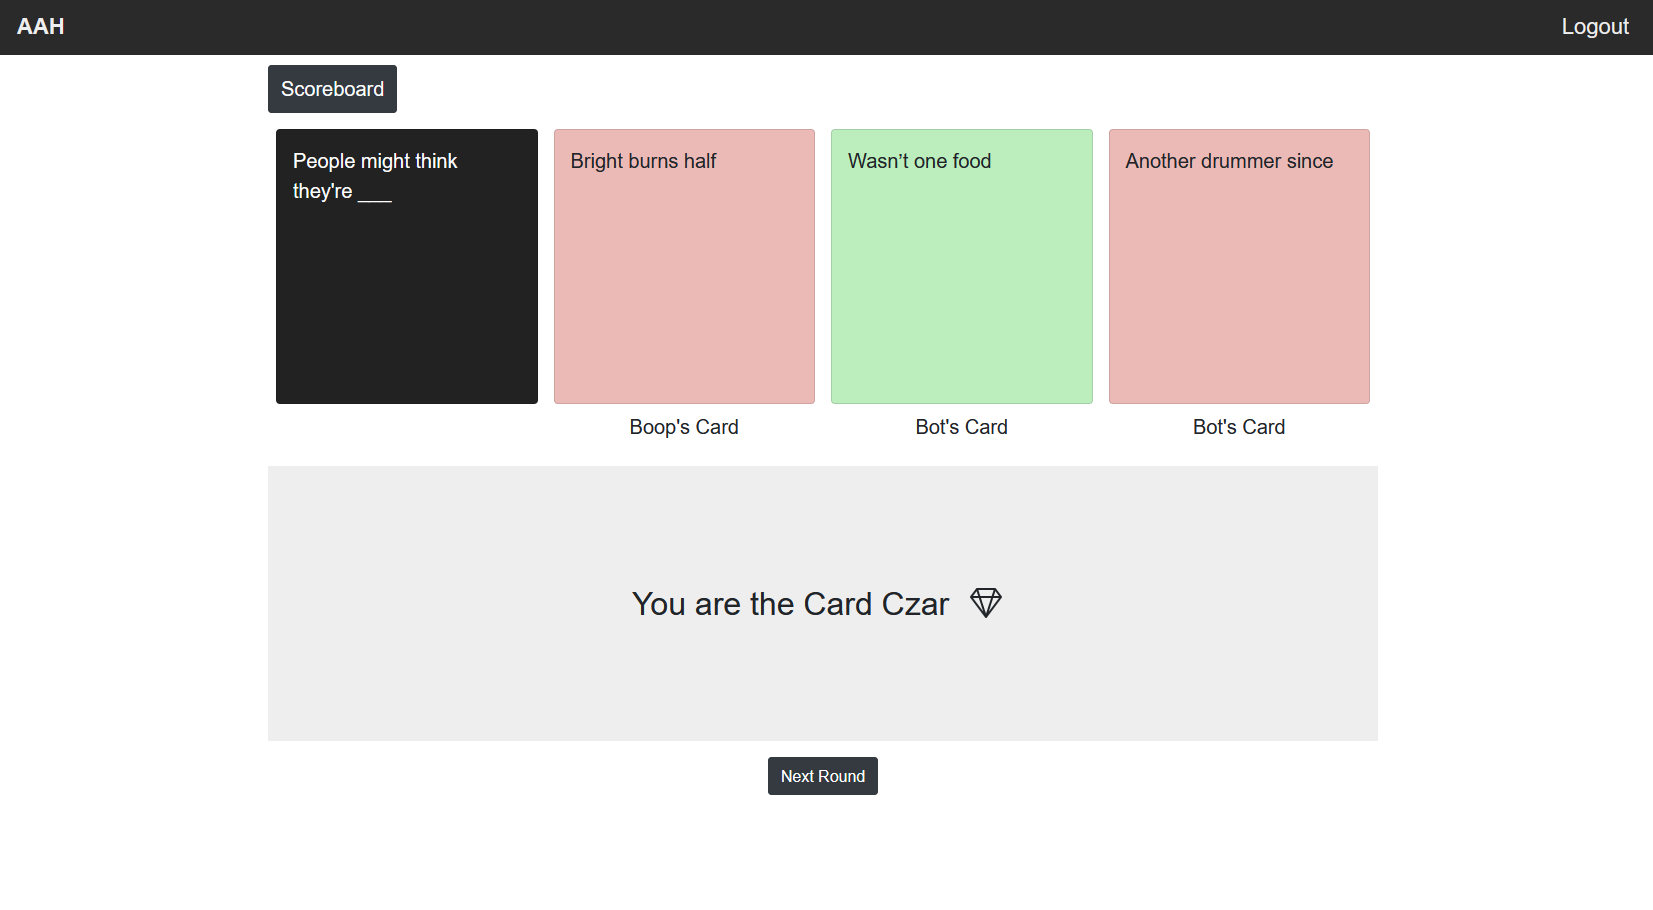 AAH
Logout
Scoreboard
People might think
they're ___
Bright burns half
Wasn’t one food
Another drummer since
Boop's Card
Bot's Card
Bot's Card
You are the Card Czar
Next Round